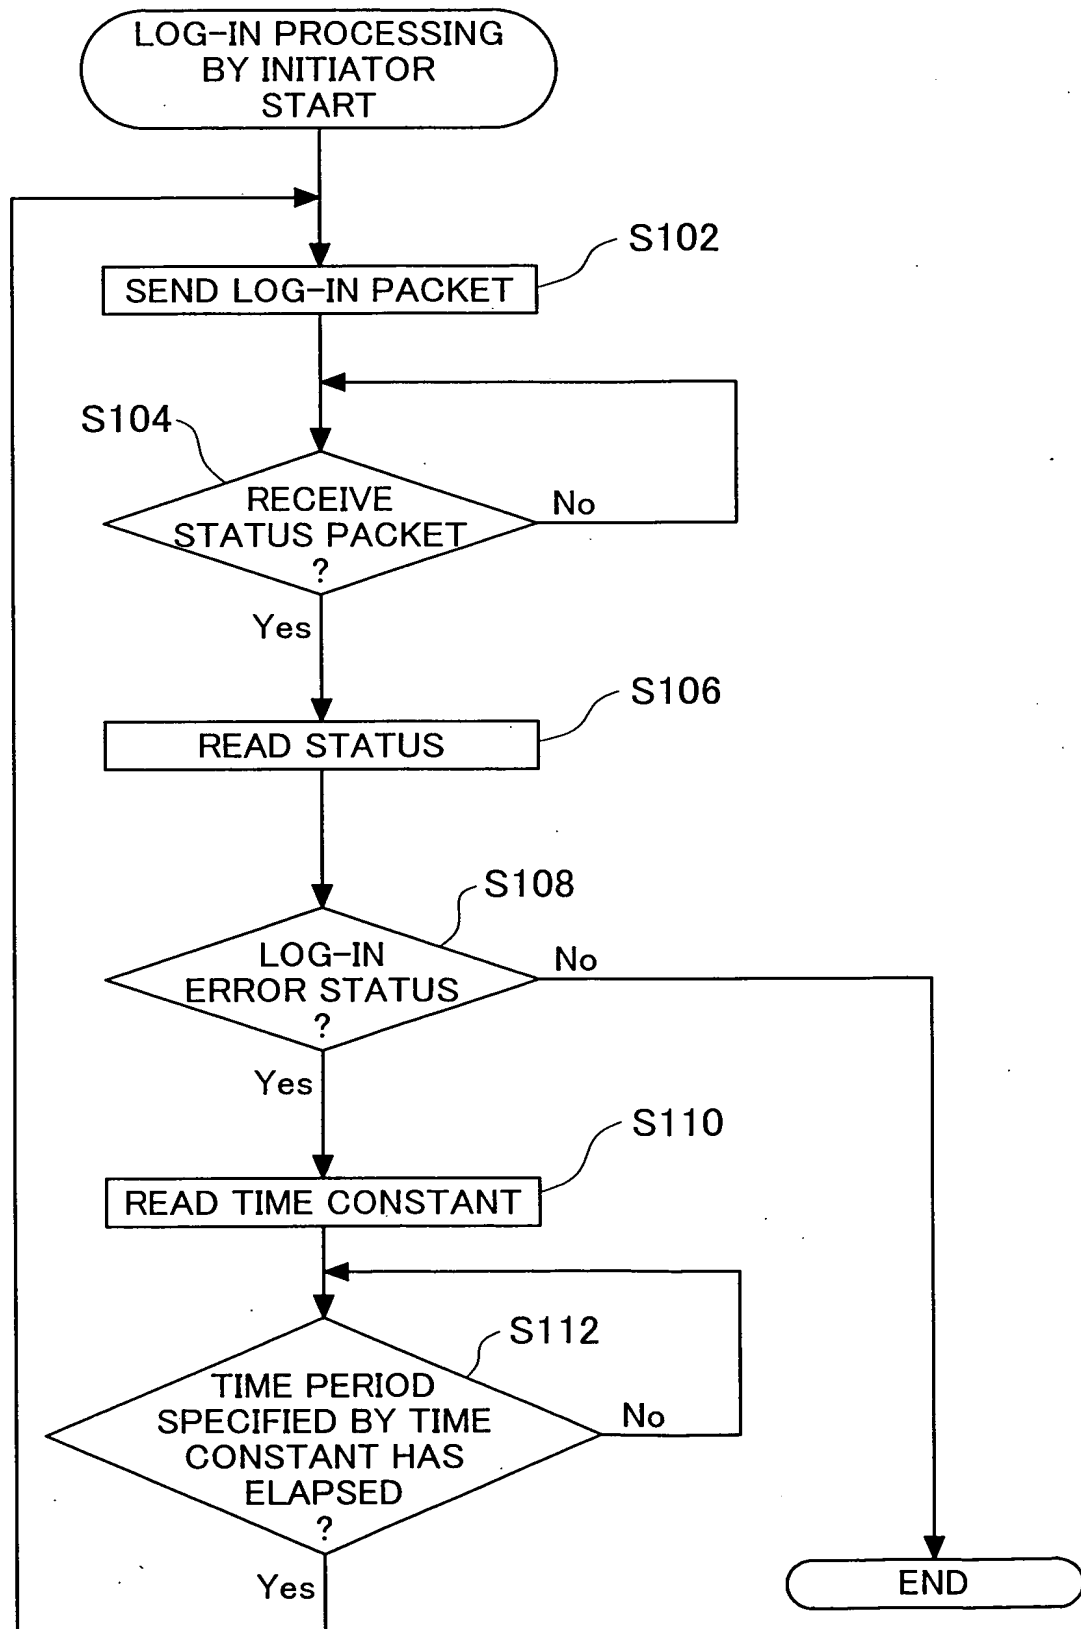 LOG-IN PROCESSING
BY INITIATOR
START
S102
SEND LOG-IN PACKET
S104
RECEIVE
STATUS PACKET
?
No
Yes
S106
READ STATUS
S108
LOG-IN
ERROR STATUS
?
No
Yes
S110
READ TIME CONSTANT
S112
TIME PERIOD
SPECIFIED BY TIME
CONSTANT HAS
ELAPSED
?
No
Yes
END